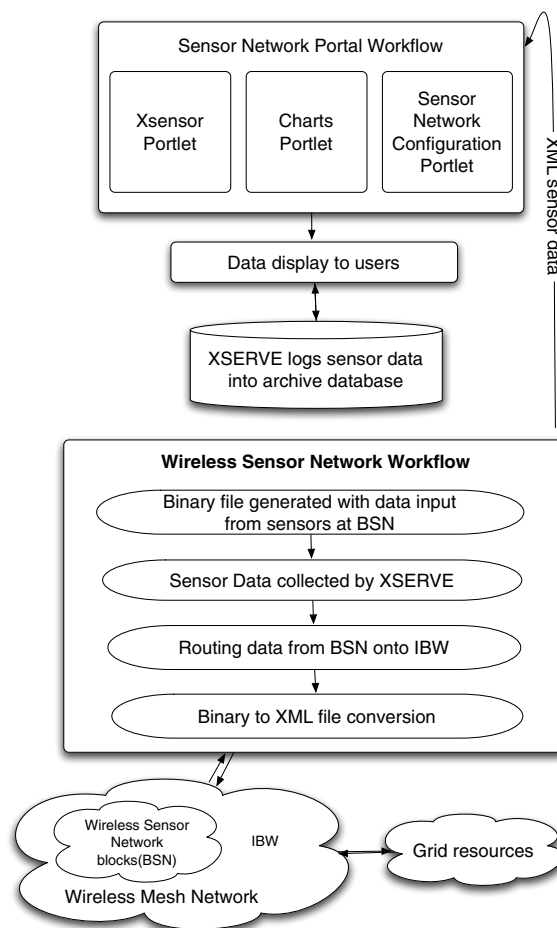 Sensor Network Portal Workflow
Xsensor
Portlet
Charts
Portlet
Sensor
Network
Configuration
Portlet
XML sensor data
Data display to users
XSERVE logs sensor data
into archive database
Wireless Sensor Network Workflow
Binary file generated with data input
from sensors at BSN
Sensor Data collected by XSERVE
Routing data from BSN onto IBW
Binary to XML file conversion
Wireless Sensor
Network
blocks(BSN)
IBW
Wireless Mesh Network
Grid resources